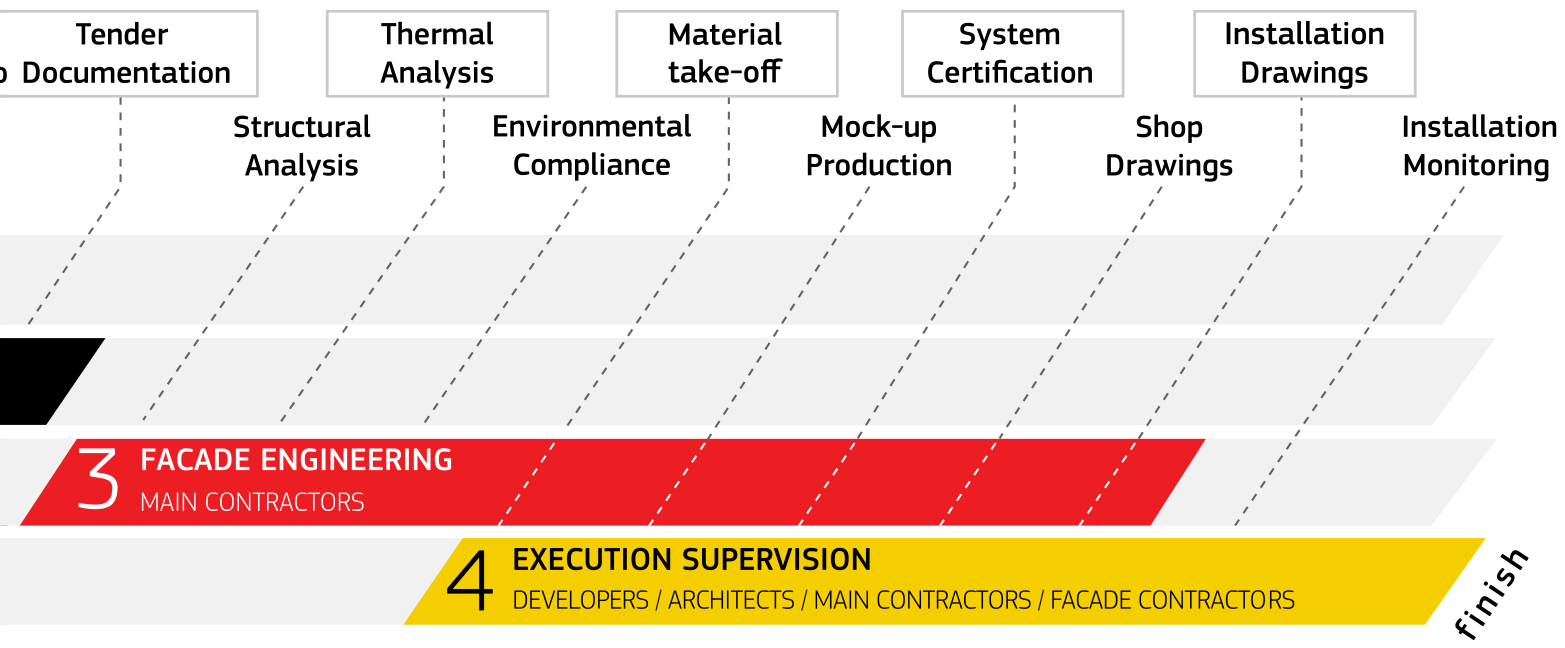 Tender
Documentation
Thermal
Analysis
Material
take-off
System
Certification
Installation
Drawings
Structural
Analysis
Environmental
Compliance
Mock-up
Production
Shop
Drawings
Installation
Monitoring
3 FACADE ENGINEERING
MAIN CONTRACTORS
4 EXECUTION SUPERVISION
DEVELOPERS / ARCHITECTS / MAIN CONTRACTORS / FACADE CONTRACTORS
finish